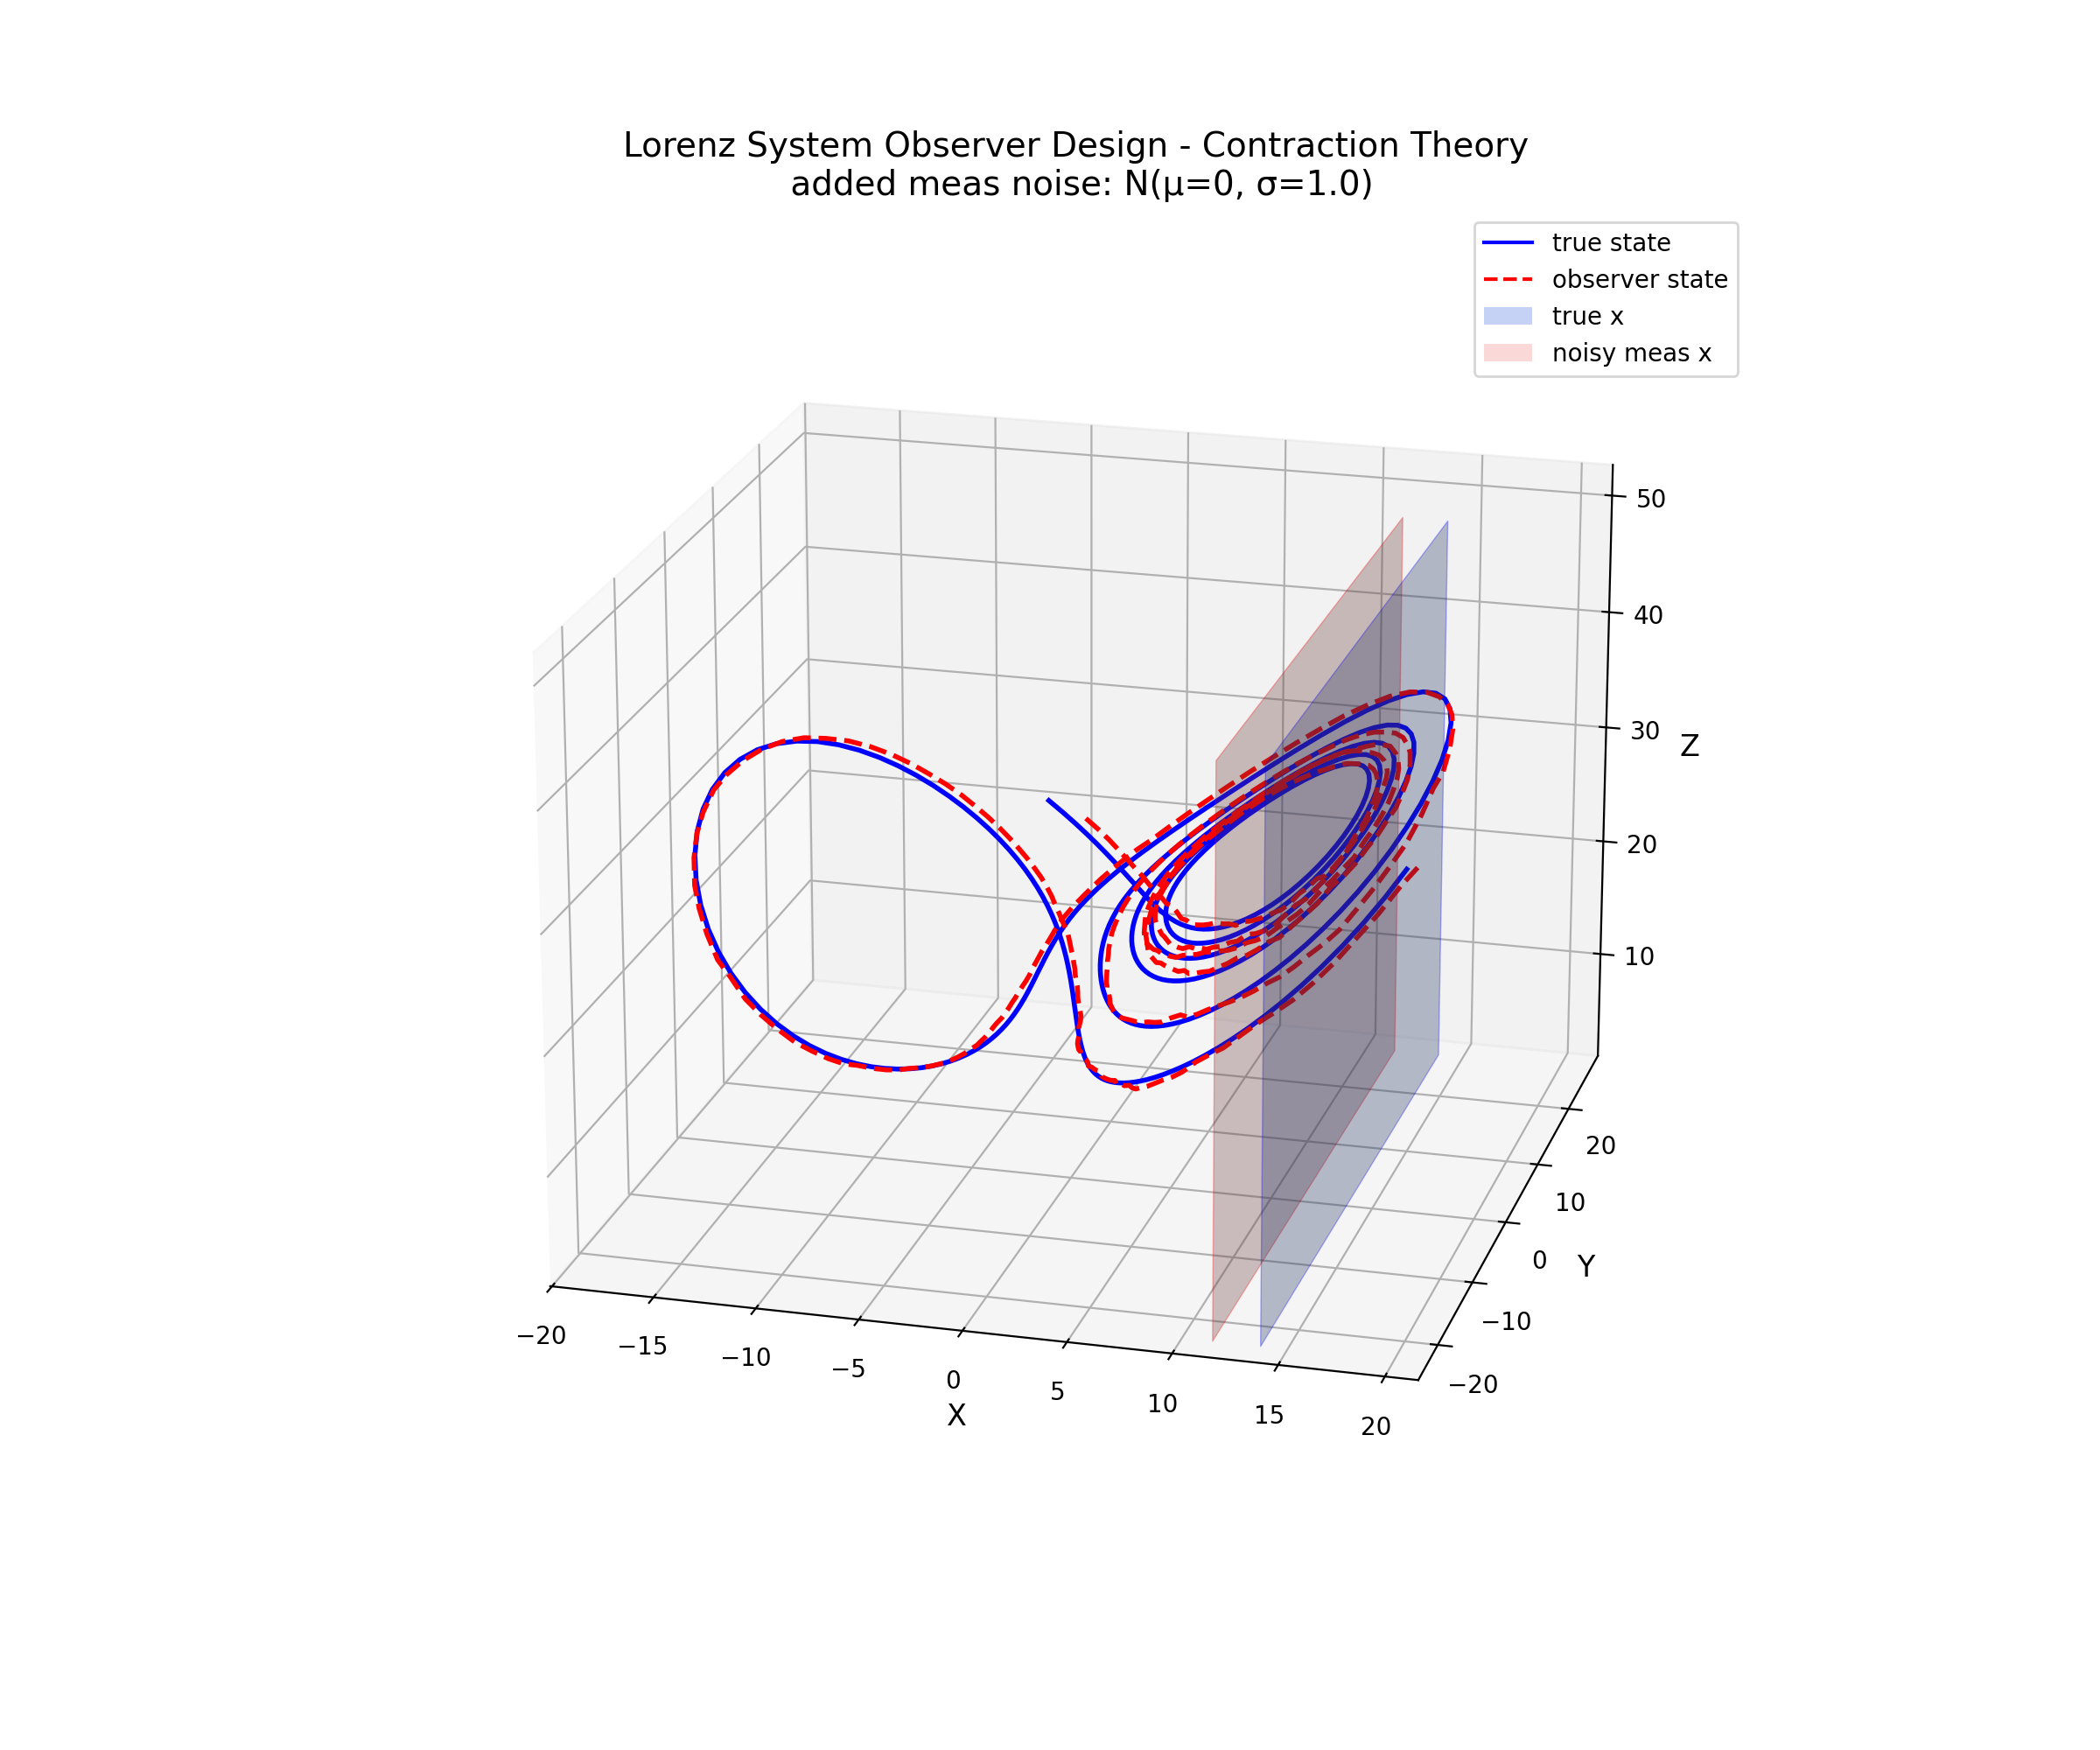 Lorenz System Observer Design - Contraction Theory
added meas noise: N(μ=0, σ=1.0)
true state
observer state
true x
noisy meas x
50
40
30
Z
20
10
20
10
0
Y
−10
−20
−20
−15
−10
−5
0
5
10
15
20
X